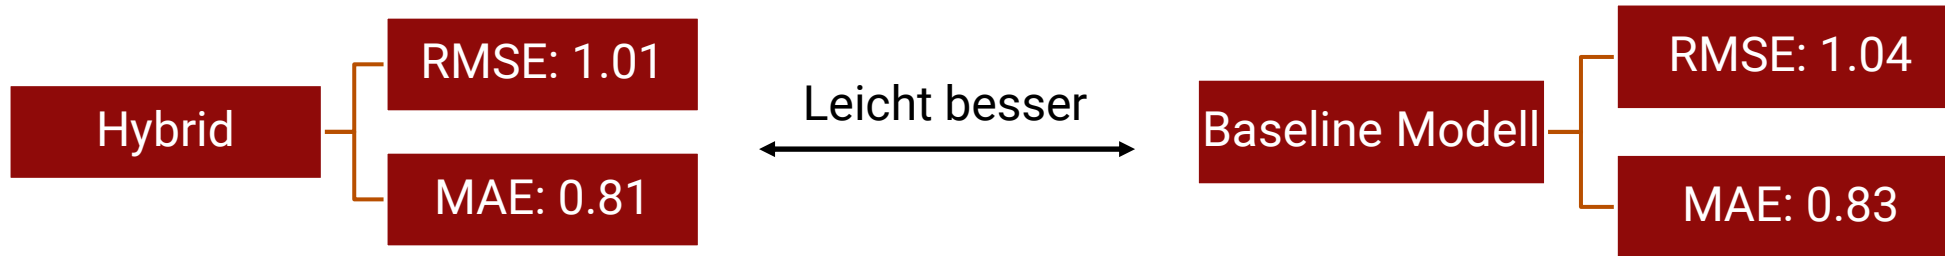 Hybrid
RMSE: 1.01
MAE: 0.81
Leicht besser
Baseline Modell
RMSE: 1.04
MAE: 0.83